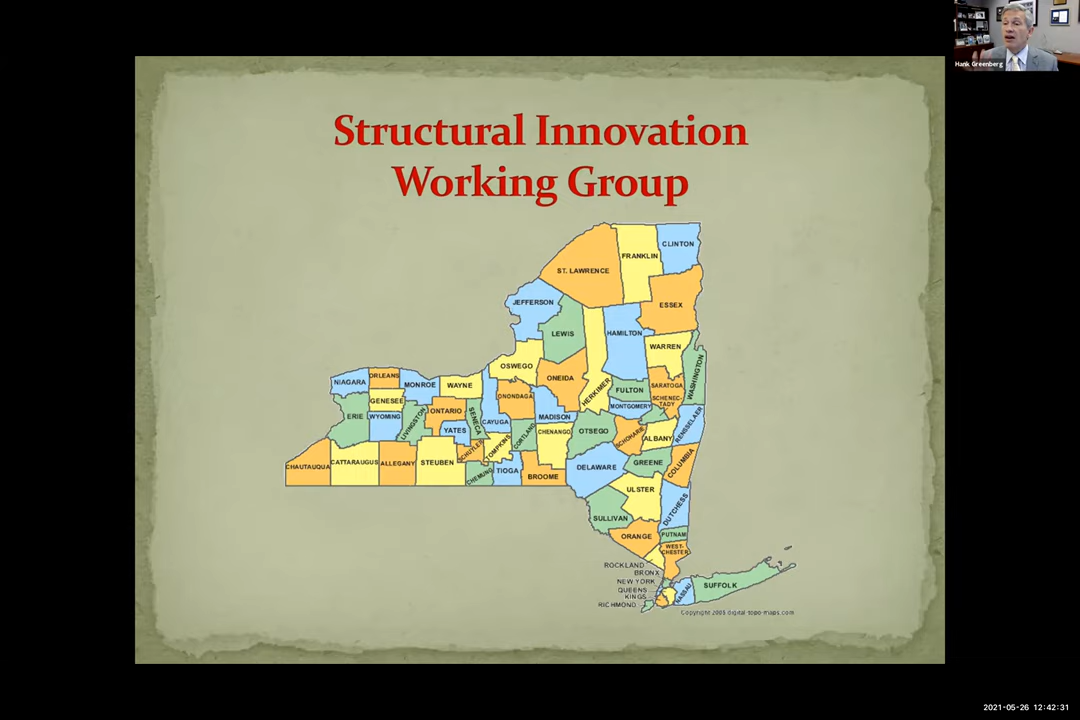 Hank Greenberg
Structural Innovation
Working Group
CLINTON
FRANKLIN
ST. LAWRENCE
ESSEX
JEFFERSON
LEWIS
HAMILTON
WARREN
WASHINGTON
OSWEGO
ONEIDA
HERKIMER
NIAGARA
ORLEANS
MONROE
WAYNE
FULTON
SARATOGA
ONONDAGA
GENESEE
SCHENEC-
TADY
MONTGOMERY
ERIE
WYOMING
LIVINGSTON
ONTARIO
SENECA
CAYUGA
MADISON
YATES
CORTLAND
CHENANGO
OTSEGO
SCHOHARIE
ALBANY
RENSSELAER
SCHUYLER
TOMPKINS
CHAUTAUQUA
CATTARAUGUS
ALLEGANY
STEUBEN
CHEMUNG
TIOGA
BROOME
DELAWARE
GREENE
COLUMBIA
ULSTER
DUTCHESS
SULLIVAN
ORANGE
PUTNAM
WEST-
CHESTER
ROCKLAND
BRONX
NEW YORK
QUEENS
KINGS
RICHMOND
NASSAU
SUFFOLK
Copyright 2005 digital-topo-maps.com
2021-05-26 12:42:31